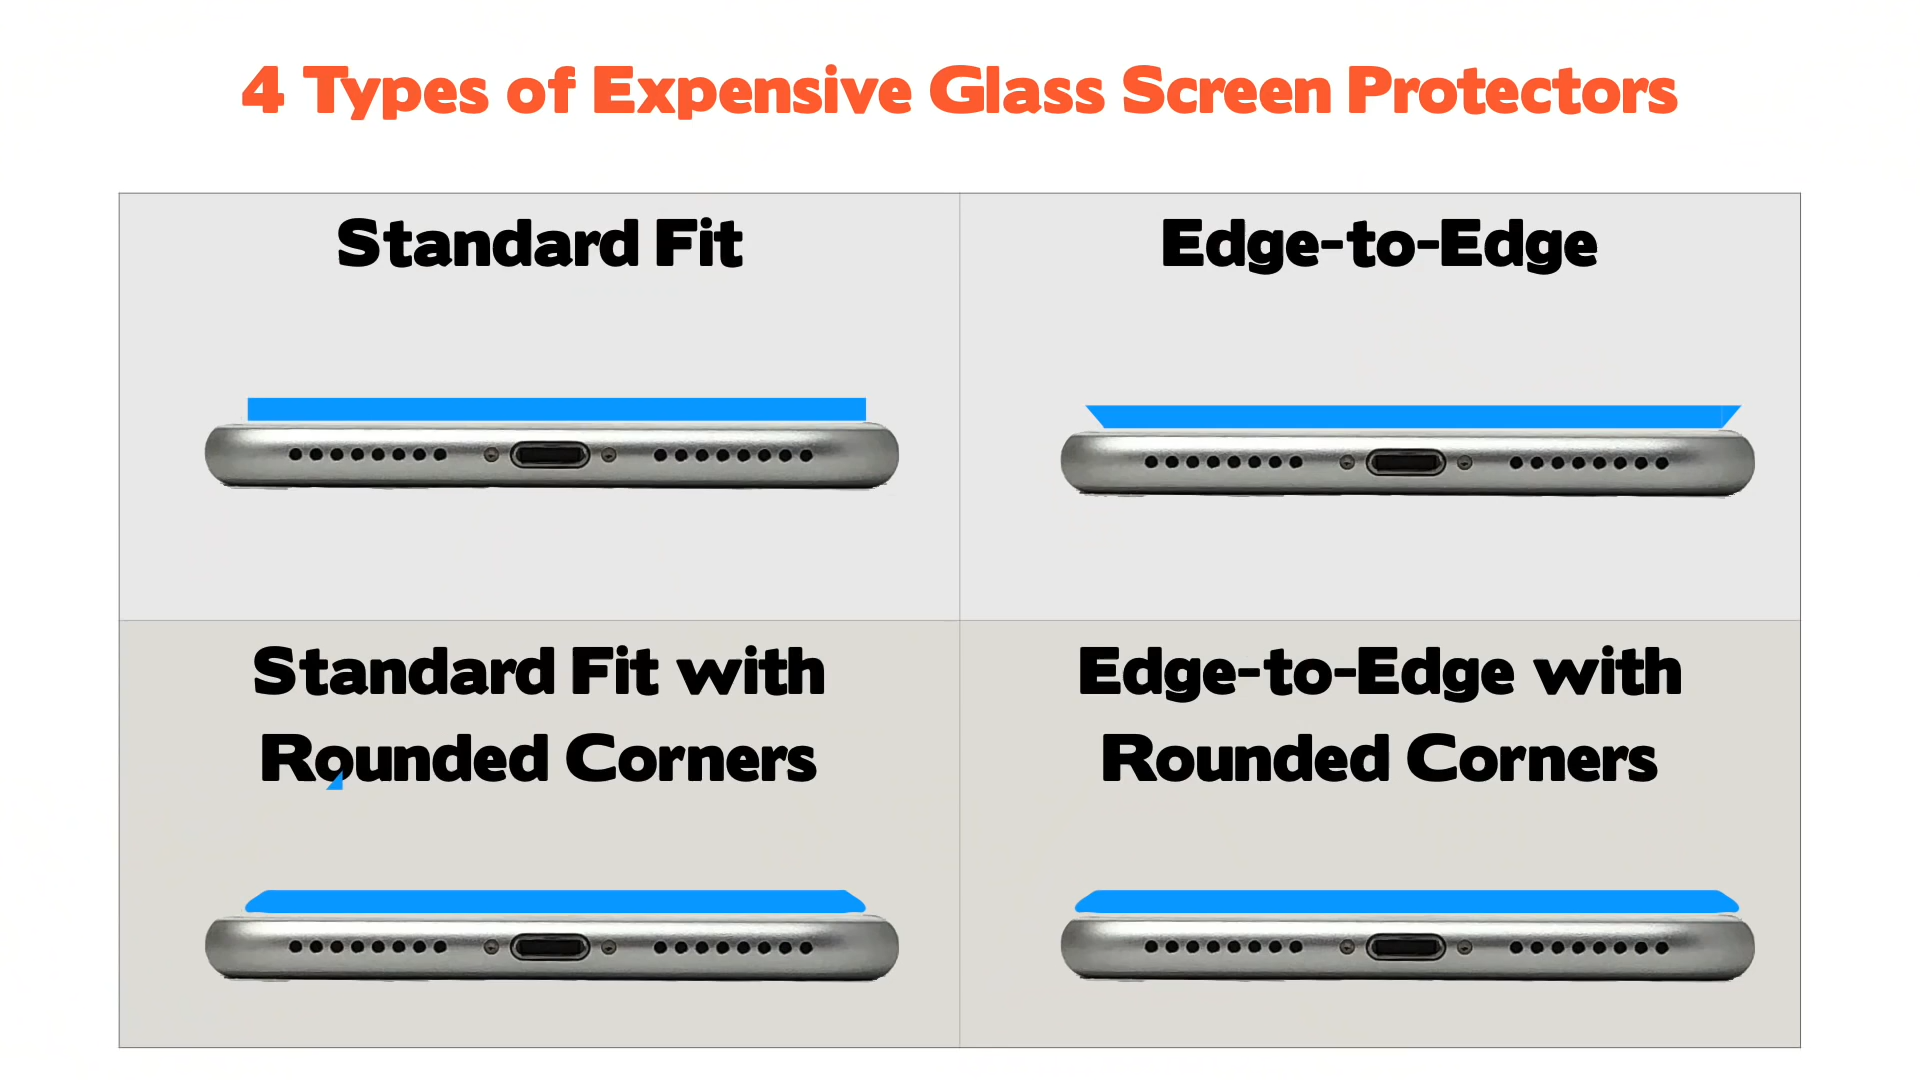 4 Types of Expensive Glass Screen Protectors
Standard Fit
Edge-to-Edge
Standard Fit with
Rounded Corners
Edge-to-Edge with
Rounded Corners